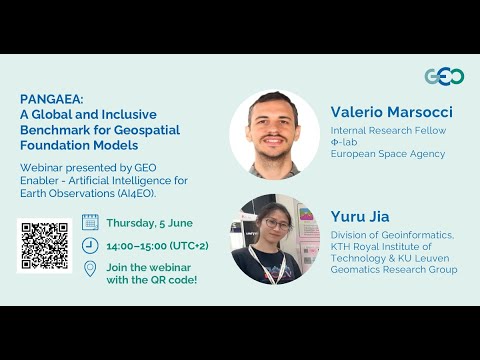 GEO
PANGAEA:
A Global and Inclusive
Benchmark for Geospatial
Foundation Models
Webinar presented by GEO
Enabler - Artificial Intelligence for
Earth Observations (AI4EO).
Thursday, 5 June
14:00–15:00 (UTC+2)
Join the webinar
with the QR code!
Valerio Marsocci
Internal Research Fellow
Φ-lab
European Space Agency
Yuru Jia
Division of Geoinformatics,
KTH Royal Institute of
Technology & KU Leuven
Geomatics Research Group